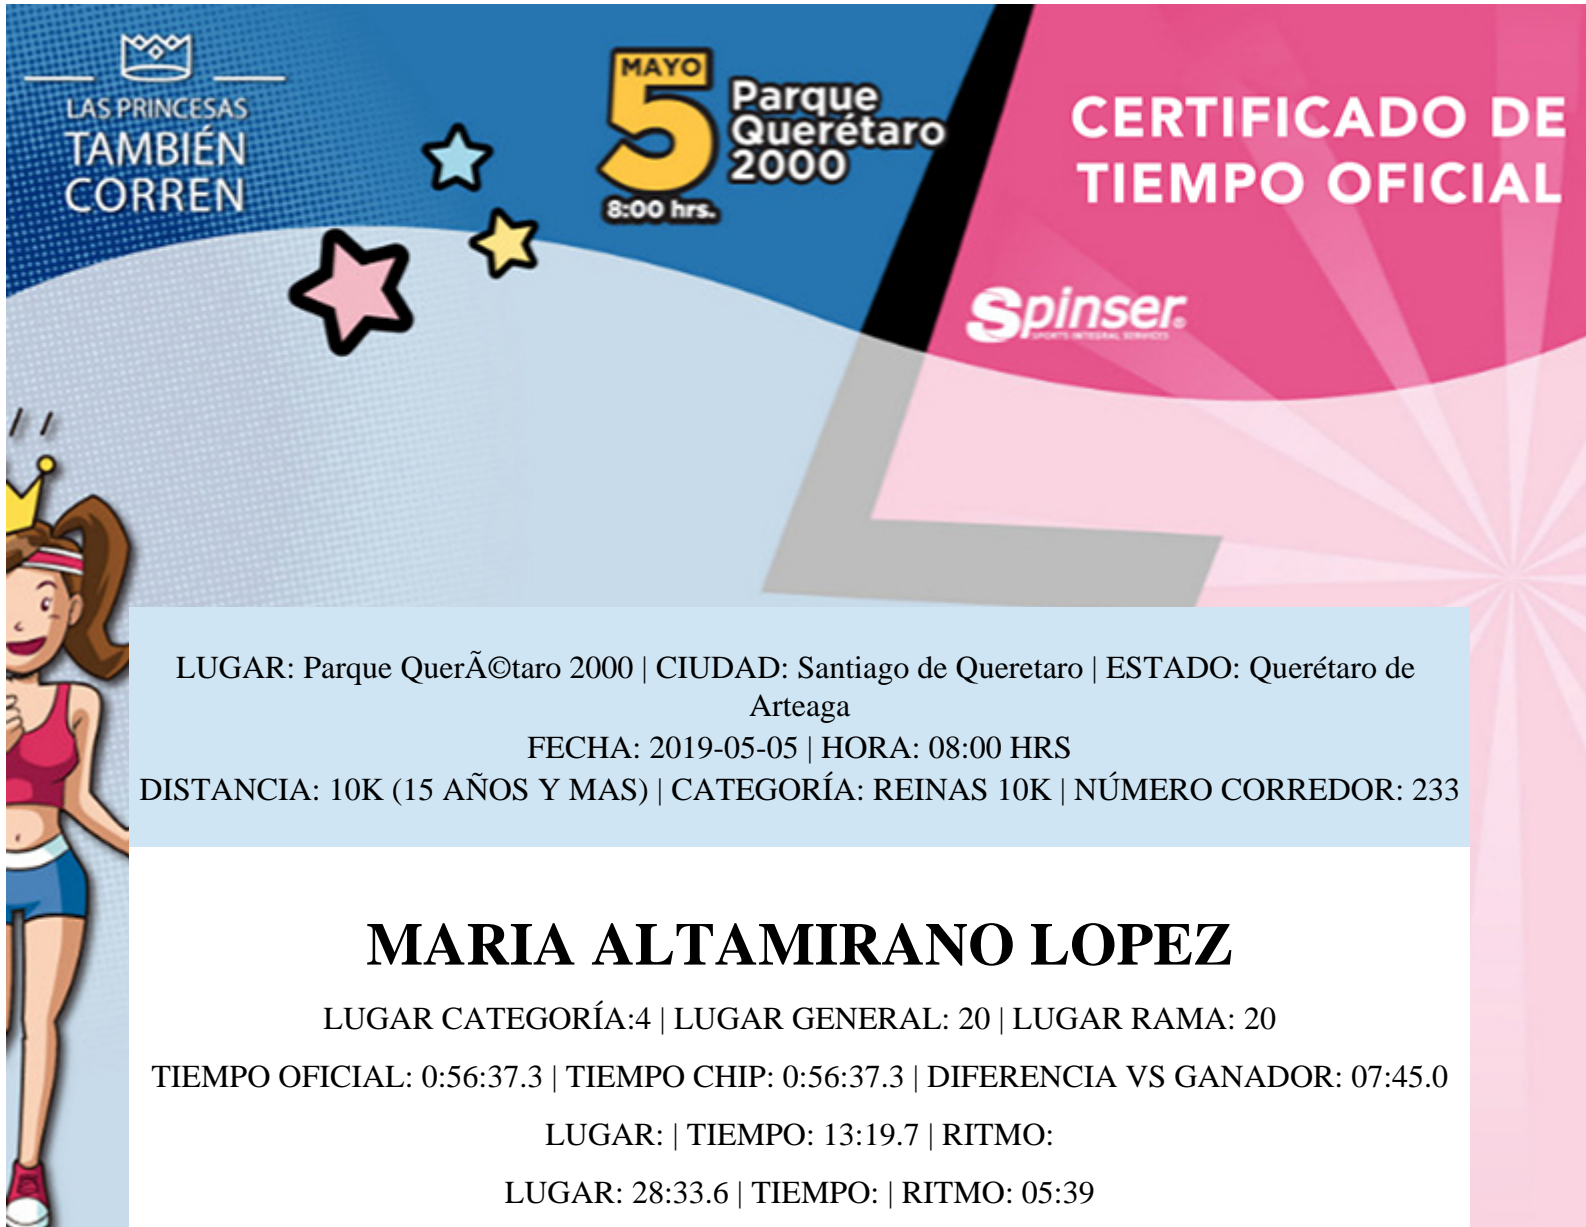 LAS PRINCESAS
TAMBIÉN
CORREN
MAYO
5
8:00 hrs.
Parque
Querétaro
2000
CERTIFICADO DE
TIEMPO OFICIAL
Spinser®
SPORTS INTEGRAL SERVICES
LUGAR: Parque QuerÃ©taro 2000 | CIUDAD: Santiago de Queretaro | ESTADO: Querétaro de
Arteaga
FECHA: 2019-05-05 | HORA: 08:00 HRS
DISTANCIA: 10K (15 AÑOS Y MAS) | CATEGORÍA: REINAS 10K | NÚMERO CORREDOR: 233
MARIA ALTAMIRANO LOPEZ
LUGAR CATEGORÍA:4 | LUGAR GENERAL: 20 | LUGAR RAMA: 20
TIEMPO OFICIAL: 0:56:37.3 | TIEMPO CHIP: 0:56:37.3 | DIFERENCIA VS GANADOR: 07:45.0
LUGAR: | TIEMPO: 13:19.7 | RITMO:
LUGAR: 28:33.6 | TIEMPO: | RITMO: 05:39